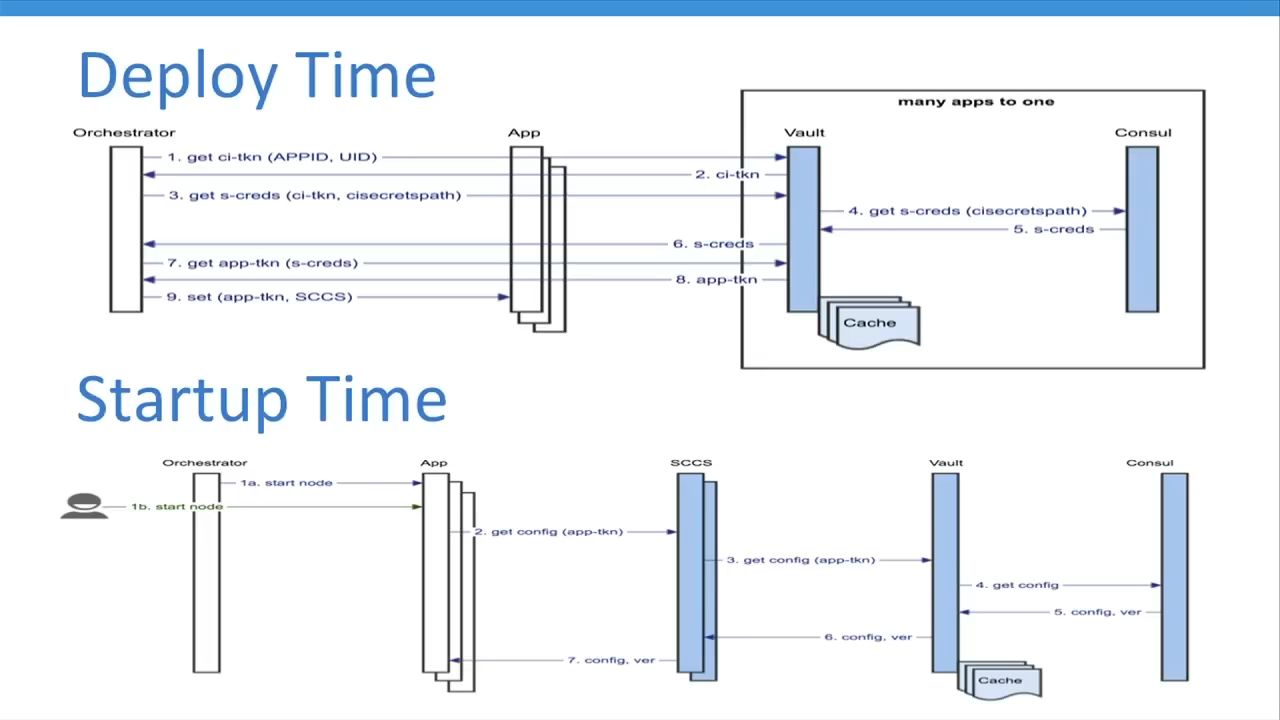 Deploy Time
many apps to one
Orchestrator
App
Vault
Consul
1. get ci-tkn (APPID, UID)
2. ci-tkn
3. get s-creds (ci-tkn, cisecretspath)
4. get s-creds (cisecretspath)
5. s-creds
6. s-creds
7. get app-tkn (s-creds)
8. app-tkn
9. set (app-tkn, SCCS)
Cache
Startup Time
Orchestrator
App
SCCS
Vault
Consul
1a. start node
1b. start node
2. get config (app-tkn)
3. get config (app-tkn)
4. get config
5. config, ver
6. config, ver
7. config, ver
Cache